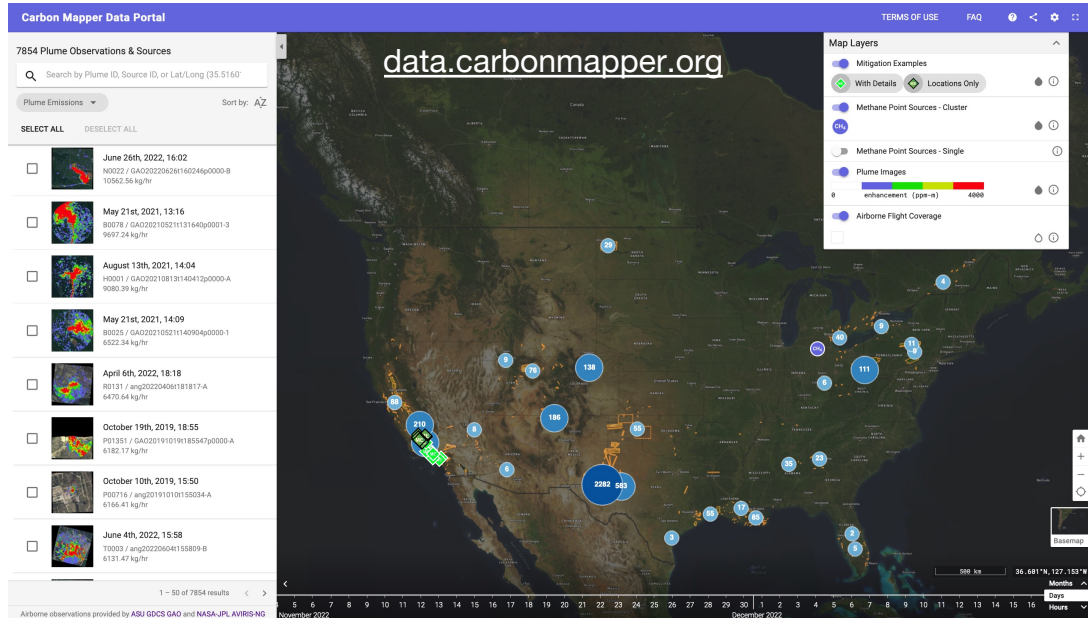 Carbon Mapper Data Portal
TERMS OF USE
FAQ
7854 Plume Observations & Sources
Search by Plume ID, Source ID, or Lat/Long (35.5160°
Plume Emissions
Sort by: AZ
SELECT ALL
DESELECT ALL
June 26th, 2022, 16:02
N0022 / GAO20220626t160246p0000-B
10562.56 kg/hr
May 21st, 2021, 13:16
B0078 / GAO20210521t131640p0001-3
9697.24 kg/hr
August 13th, 2021, 14:04
H0001 / GAO20210813t140412p0000-A
9080.39 kg/hr
May 21st, 2021, 14:09
B0025 / GAO20210521t140904p0000-1
6522.34 kg/hr
April 6th, 2022, 18:18
R0131 / ang20220406t181817-A
6470.64 kg/hr
October 19th, 2019, 18:55
P01351 / GAO20191019t185547p0000-A
6182.17 kg/hr
October 10th, 2019, 15:50
P00716 / ang20191010t155034-A
6166.41 kg/hr
June 4th, 2022, 15:58
T0003 / ang20220604t155809-B
6131.47 kg/hr
1 – 50 of 7854 results
Airborne observations provided by ASU GDCS GAO and NASA-JPL AVIRIS-NG
data.carbonmapper.org
Map Layers
Mitigation Examples
With Details
Locations Only
Methane Point Sources - Cluster
CH₄
Methane Point Sources - Single
Plume Images
0 enhancement (ppm-m) 4000
Airborne Flight Coverage
29
4
9
40
CH₄
11
8
111
6
9
76
138
88
210
8
186
55
6
2282
583
35
23
55
17
85
3
2
5
Basemap
500 km
36.601°N,127.153°W
Months
Days
Hours
5 6 7 8 9 10 11 12 13 14 15 16 17 18 19 20 21 22 23 24 25 26 27 28 29 30 1 2 3 4 5 6 7 8 9 10 11 12 13 14 15 16
November 2022
December 2022